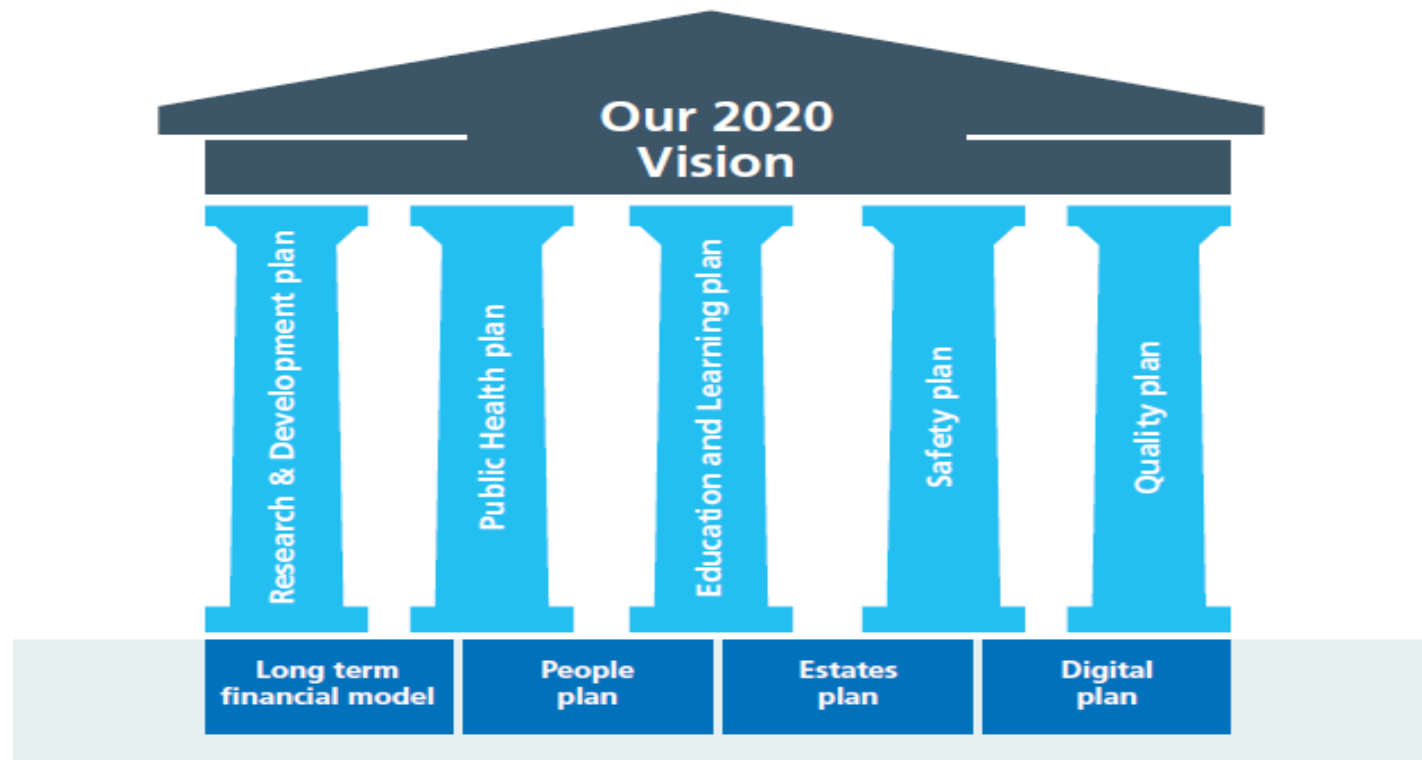 Our 2020
Vision
Research & Development plan
Public Health plan
Education and Learning plan
Safety plan
Quality plan
Long term
financial model
People
plan
Estates
plan
Digital
plan